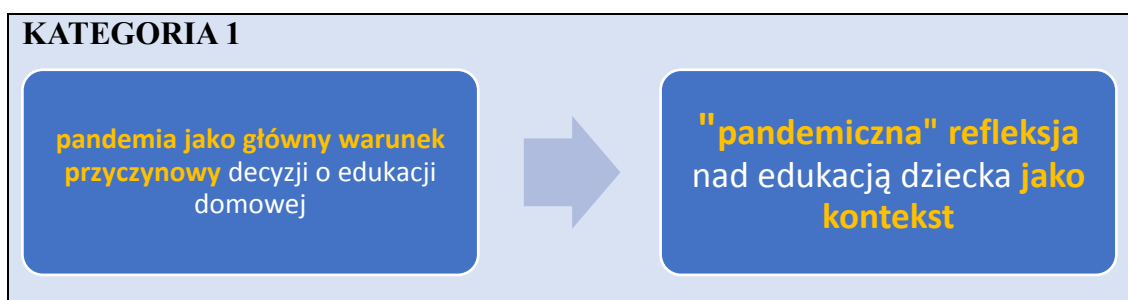 KATEGORIA 1
pandemia jako główny warunek
przyczynowy decyzji o edukacji
domowej
"pandemiczna" refleksja
nad edukacją dziecka jako
kontekst